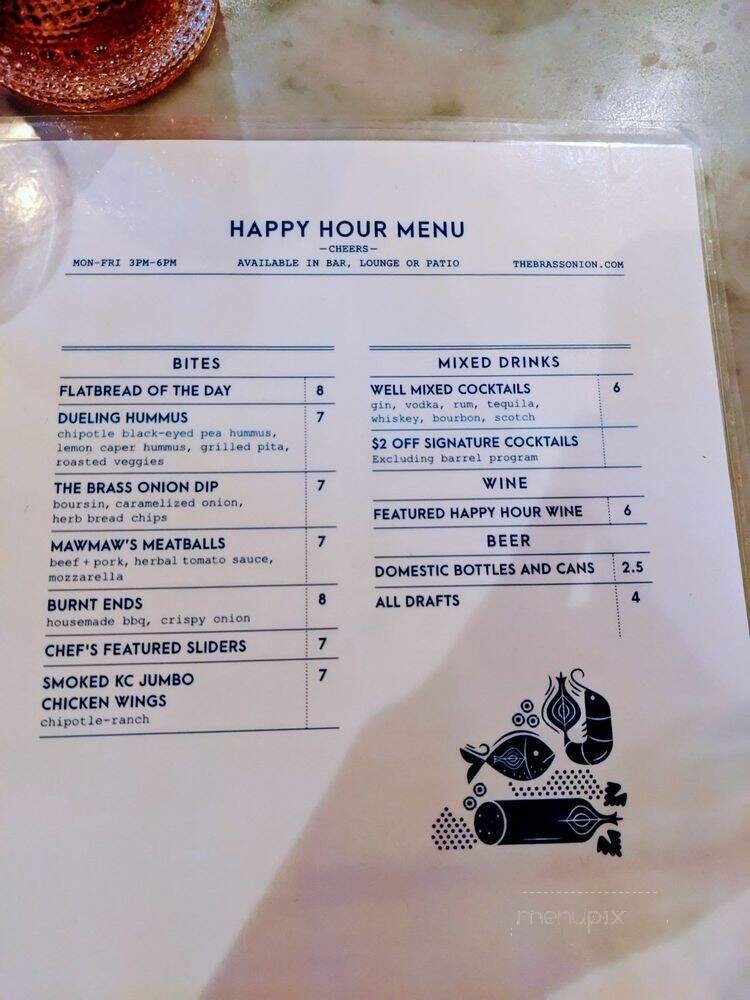 HAPPY HOUR MENU
—CHEERS—
MON-FRI 3PM-6PM AVAILABLE IN BAR, LOUNGE OR PATIO THEBRASSONION.COM
BITES
FLATBREAD OF THE DAY 8
DUELING HUMMUS 7
chipotle black-eyed pea hummus,
lemon caper hummus, grilled pita,
roasted veggies
THE BRASS ONION DIP 7
boursin, caramelized onion,
herb bread chips
MAWMAW'S MEATBALLS 7
beef + pork, herbal tomato sauce,
mozzarella
BURNT ENDS 8
housemade bbq, crispy onion
CHEF'S FEATURED SLIDERS 7
SMOKED KC JUMBO 7
CHICKEN WINGS
chipotle-ranch
MIXED DRINKS
WELL MIXED COCKTAILS 6
gin, vodka, rum, tequila,
whiskey, bourbon, scotch
$2 OFF SIGNATURE COCKTAILS
Excluding barrel program
WINE
FEATURED HAPPY HOUR WINE 6
BEER
DOMESTIC BOTTLES AND CANS 2.5
ALL DRAFTS 4
menupix